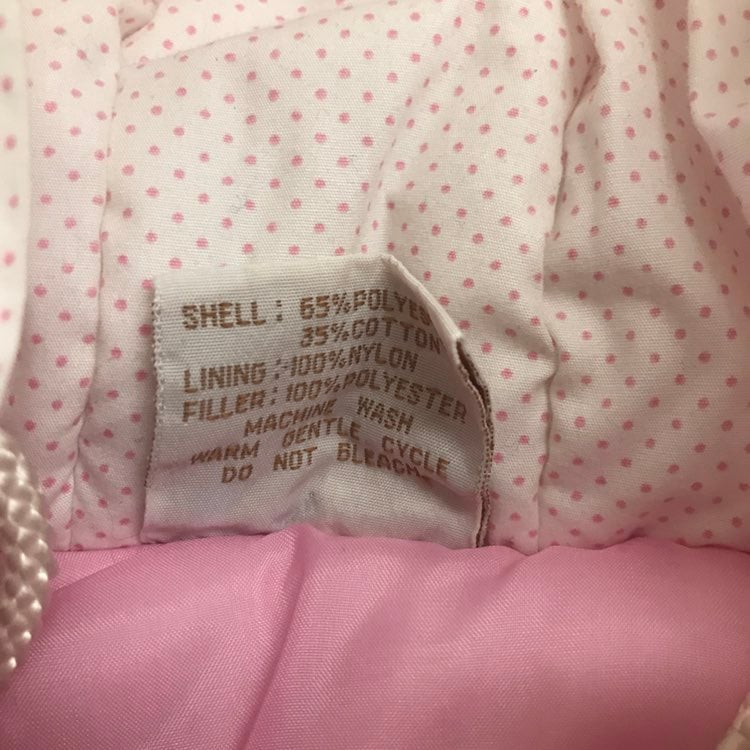 SHELL: 65%POLYES
35%COTTON
LINING:100%NYLON
FILLER:100%POLYESTER
MACHINE WASH
WARM GENTLE CYCLE
DO NOT BLEACH.